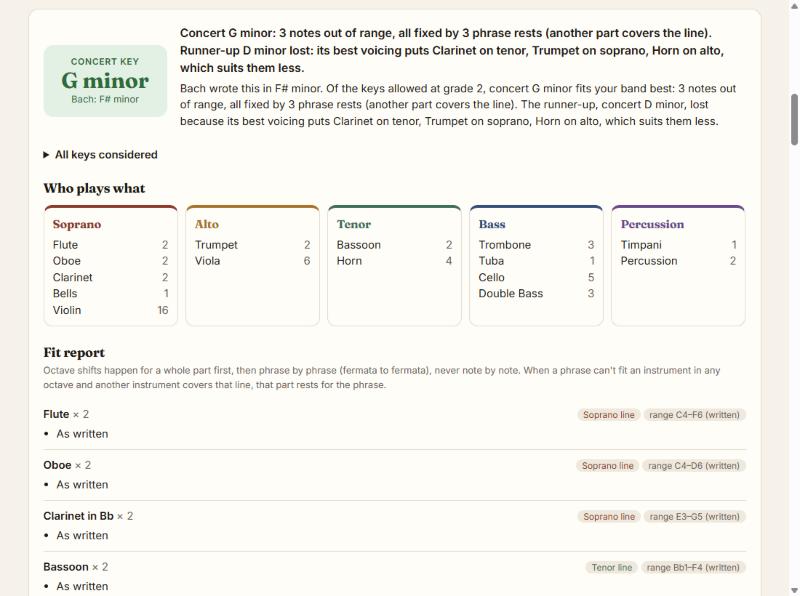 CONCERT KEY
G minor
Bach: F# minor
Concert G minor: 3 notes out of range, all fixed by 3 phrase rests (another part covers the line).
Runner-up D minor lost: its best voicing puts Clarinet on tenor, Trumpet on soprano, Horn on alto,
which suits them less.
Bach wrote this in F# minor. Of the keys allowed at grade 2, concert G minor fits your band best: 3 notes out
of range, all fixed by 3 phrase rests (another part covers the line). The runner-up, concert D minor, lost
because its best voicing puts Clarinet on tenor, Trumpet on soprano, Horn on alto, which suits them less.
▶ All keys considered
Who plays what
Soprano
Flute 2
Oboe 2
Clarinet 2
Bells 1
Violin 16
Alto
Trumpet 2
Viola 6
Tenor
Bassoon 2
Horn 4
Bass
Trombone 3
Tuba 1
Cello 5
Double Bass 3
Percussion
Timpani 1
Percussion 2
Fit report
Octave shifts happen for a whole part first, then phrase by phrase (fermata to fermata), never note by note. When a phrase can't fit an instrument in any
octave and another instrument covers that line, that part rests for the phrase.
Flute × 2 Soprano line range C4–F6 (written)
• As written
Oboe × 2 Soprano line range C4–D6 (written)
• As written
Clarinet in Bb × 2 Soprano line range E3–G5 (written)
• As written
Bassoon × 2 Tenor line range Bb1–F4 (written)
• As written